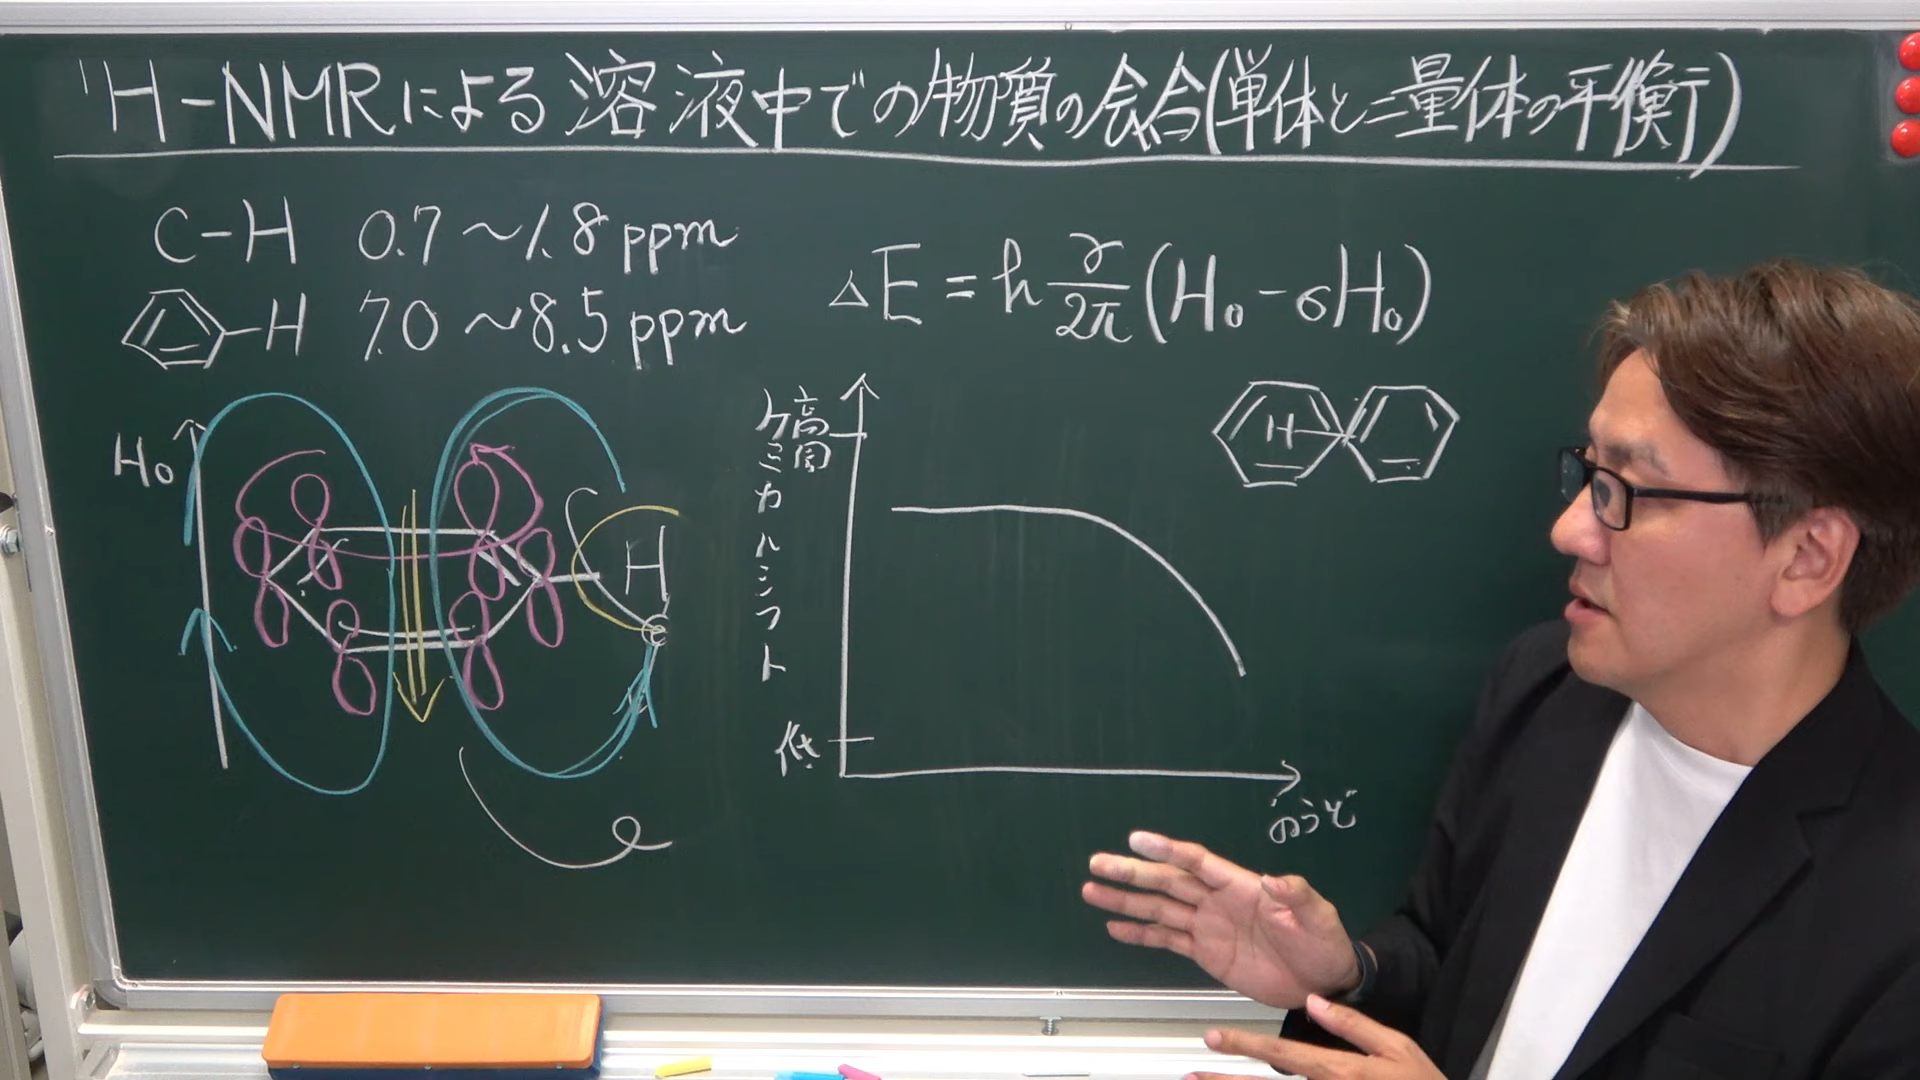 ¹H-NMRによる溶液中での物質の会合(単体と二量体の平衡)
C-H 0.7～1.8 ppm
-H 7.0～8.5 ppm
ΔE = h γ/2π (H₀-σH₀)
H₀
H
e
ケミカルシフト
高
周
低
のうど
H